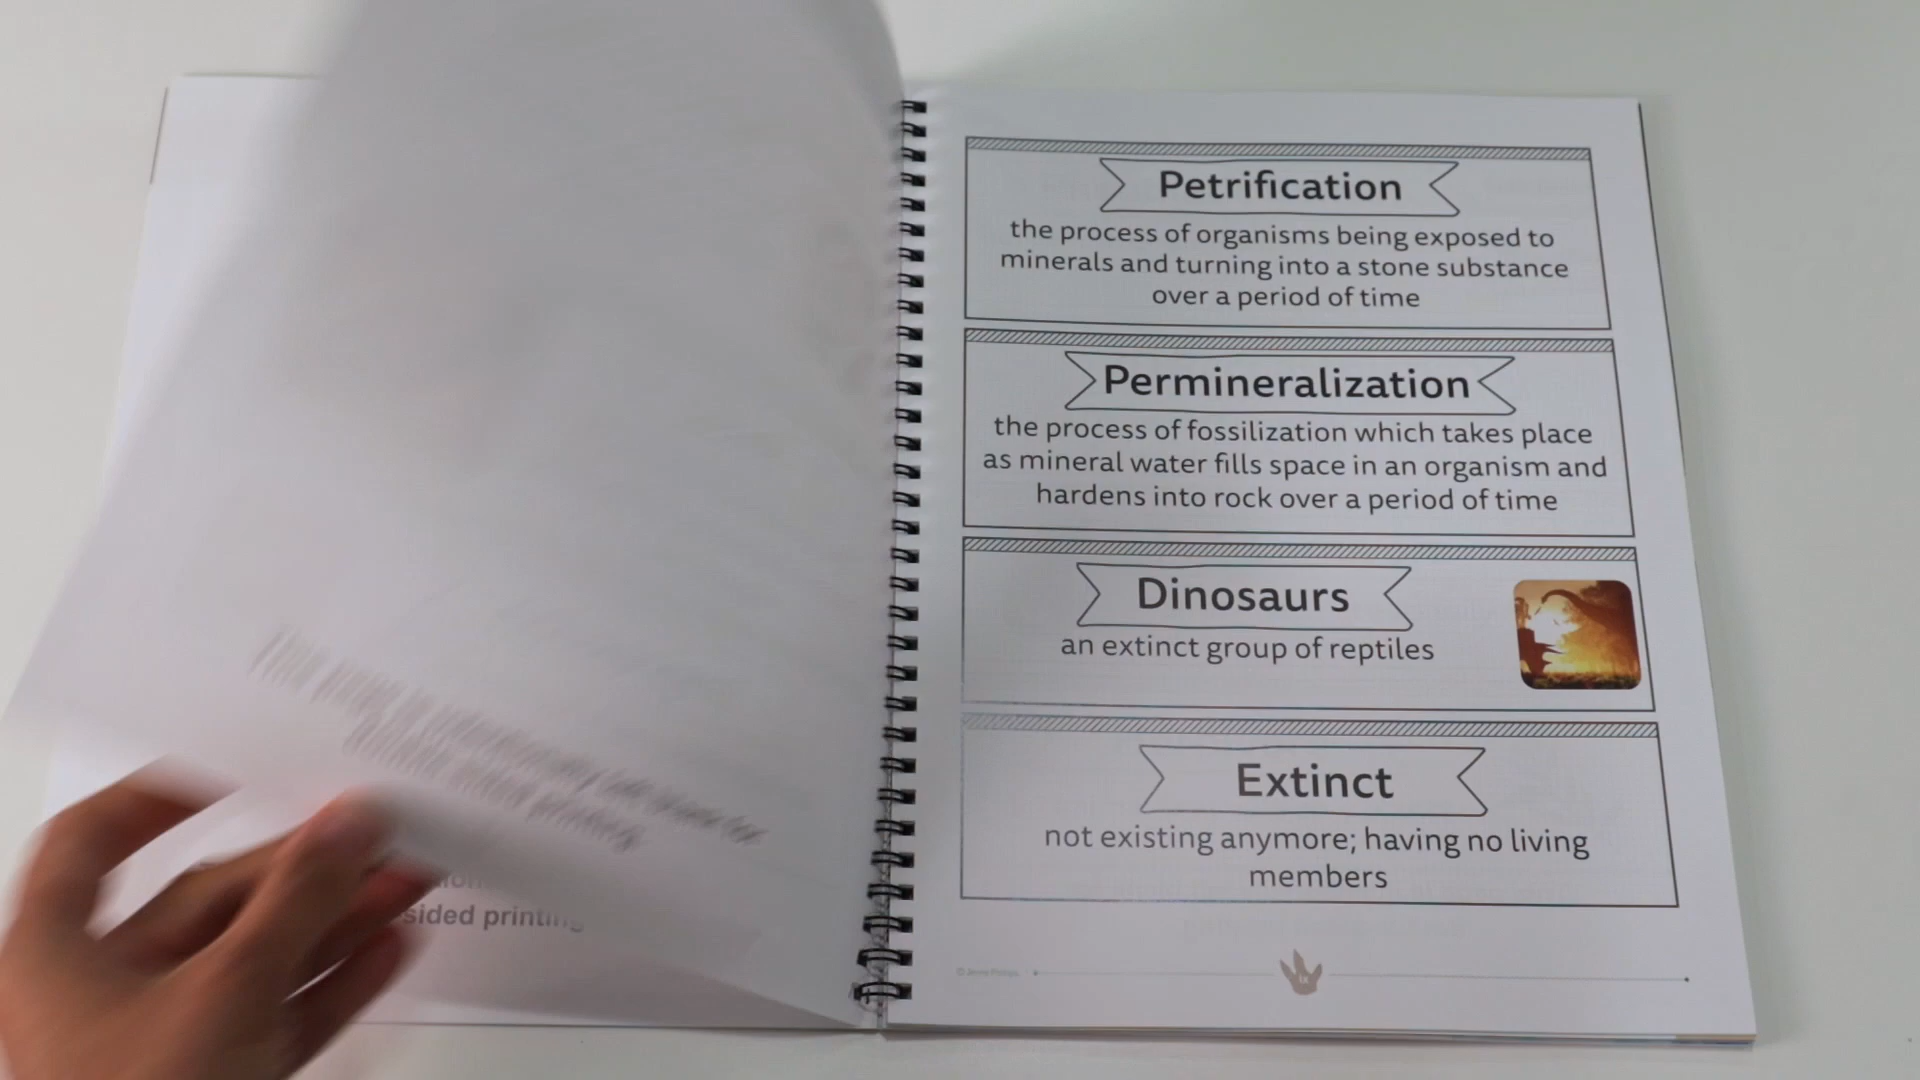 Petrification
the process of organisms being exposed to
minerals and turning into a stone substance
over a period of time
Permineralization
the process of fossilization which takes place
as mineral water fills space in an organism and
hardens into rock over a period of time
Dinosaurs
an extinct group of reptiles
Extinct
not existing anymore; having no living
members
sided printing